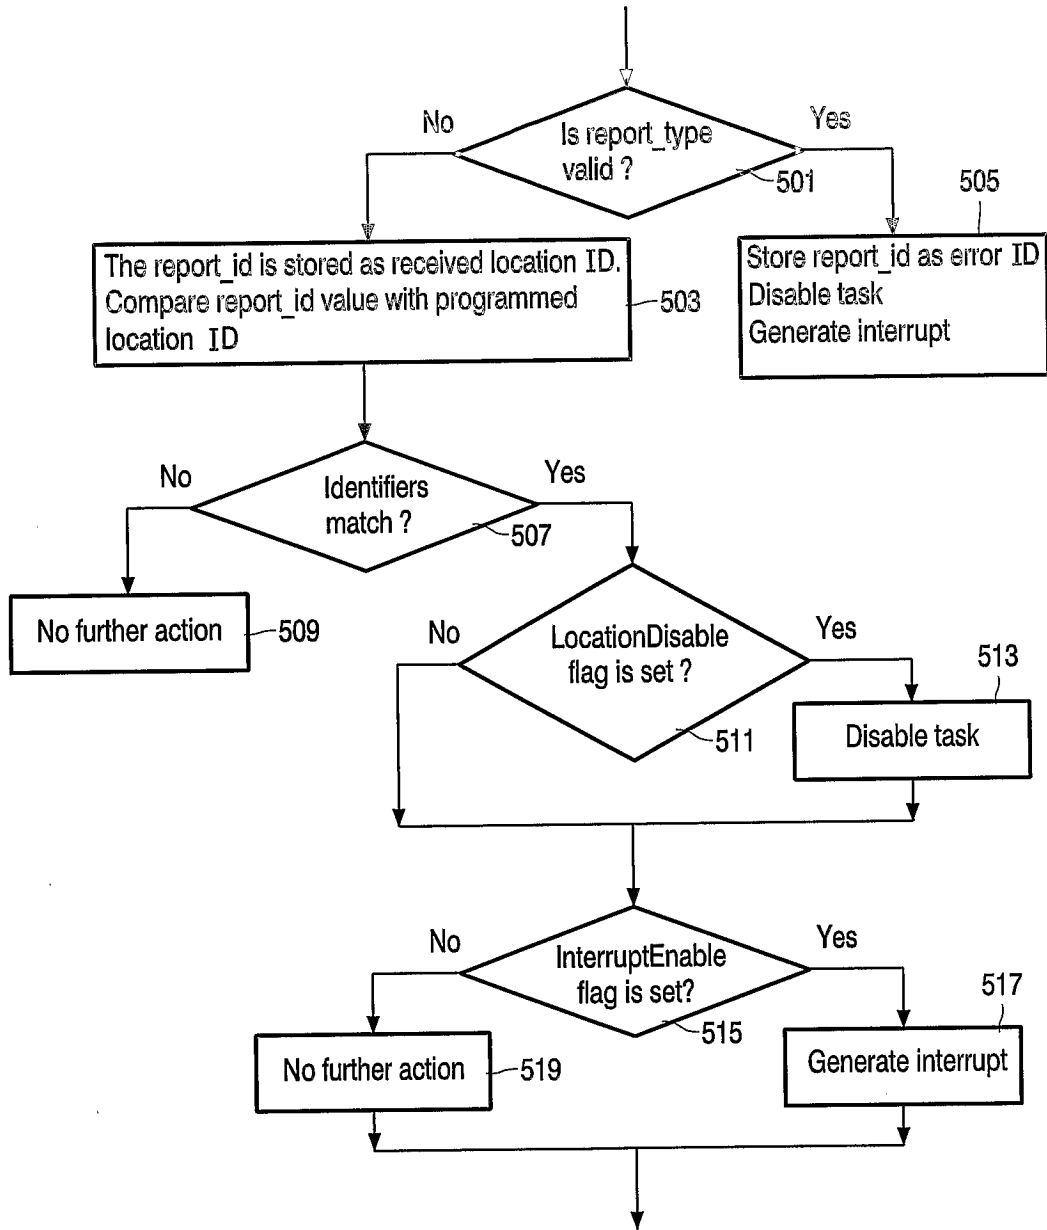 No
Yes
Is report_type
valid ?
501
505
The report_id is stored as received location ID.
Compare report_id value with programmed
location ID
503
Store report_id as error ID
Disable task
Generate interrupt
No
Yes
Identifiers
match ?
507
No further action
509
No
Yes
LocationDisable
flag is set ?
511
513
Disable task
No
Yes
InterruptEnable
flag is set?
515
517
No further action
519
Generate interrupt